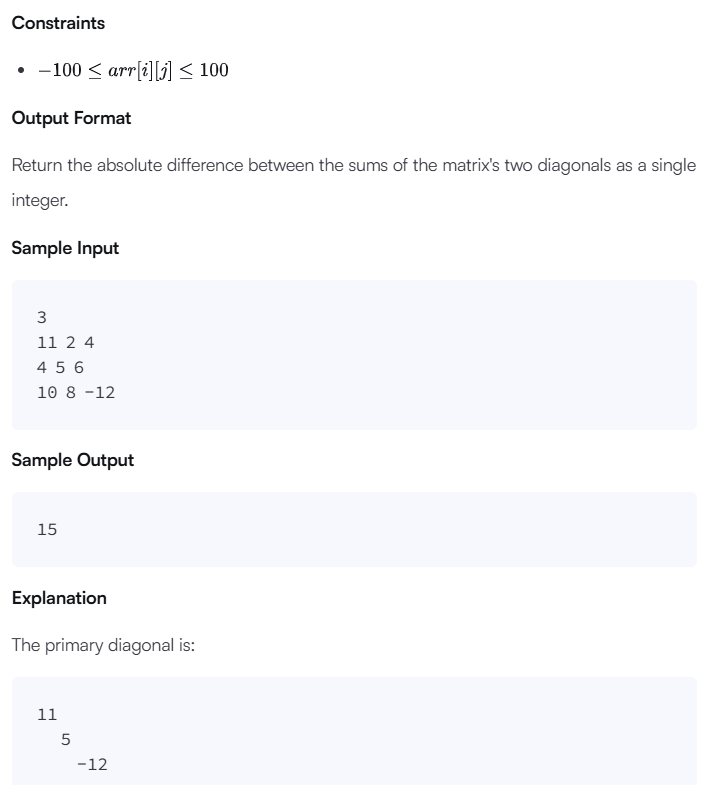 Constraints
• −100 ≤ arr[i][j] ≤ 100
Output Format
Return the absolute difference between the sums of the matrix's two diagonals as a single
integer.
Sample Input
3
11 2 4
4 5 6
10 8 -12
Sample Output
15
Explanation
The primary diagonal is:
11
5
-12